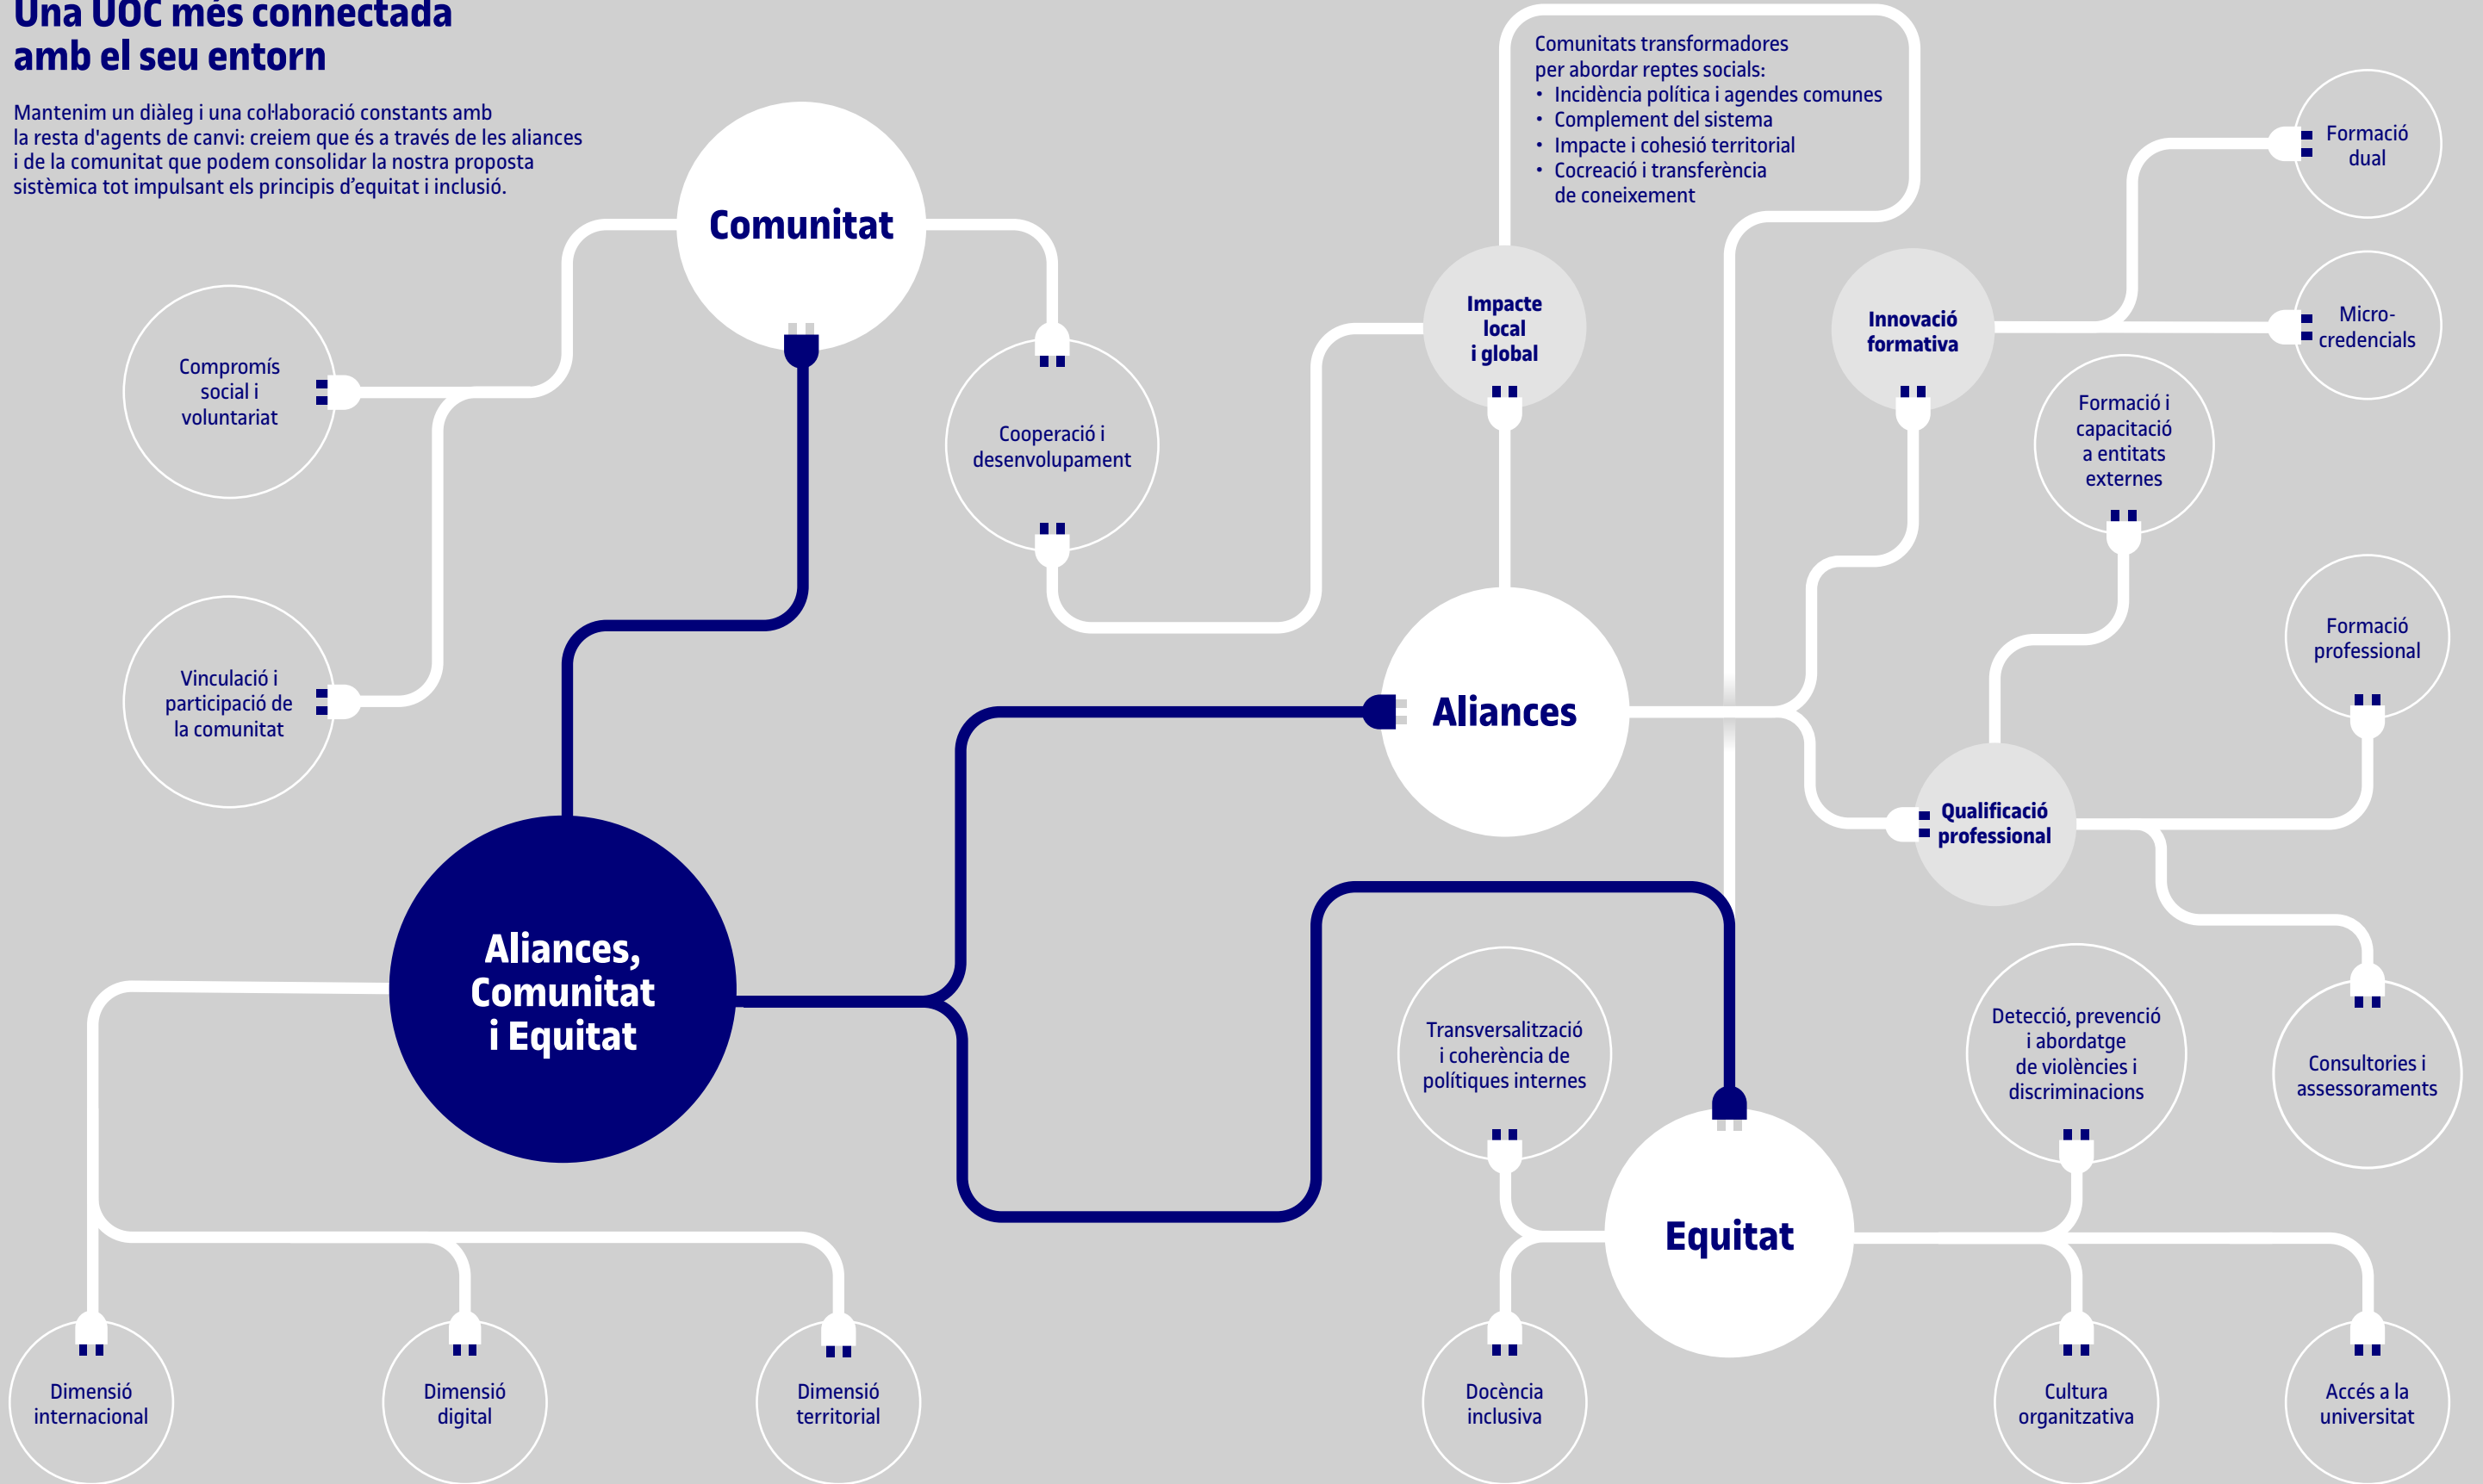 Una UOC més connectada
amb el seu entorn
Mantenim un diàleg i una col·laboració constants amb
la resta d'agents de canvi: creiem que és a través de les aliances
i de la comunitat que podem consolidar la nostra proposta
sistèmica tot impulsant els principis d’equitat i inclusió.
Comunitats transformadores
per abordar reptes socials:
• Incidència política i agendes comunes
• Complement del sistema
• Impacte i cohesió territorial
• Cocreació i transferència
de coneixement
Comunitat
Compromís
social i
voluntariat
Vinculació i
participació de
la comunitat
Cooperació i
desenvolupament
Impacte
local
i global
Innovació
formativa
Formació
dual
Micro-
credencials
Formació i
capacitació
a entitats
externes
Formació
professional
Aliances
Qualificació
professional
Consultories i
assessoraments
Aliances,
Comunitat
i Equitat
Transversalització
i coherència de
polítiques internes
Detecció, prevenció
i abordatge
de violències i
discriminacions
Equitat
Dimensió
internacional
Dimensió
digital
Dimensió
territorial
Docència
inclusiva
Cultura
organitzativa
Accés a la
universitat